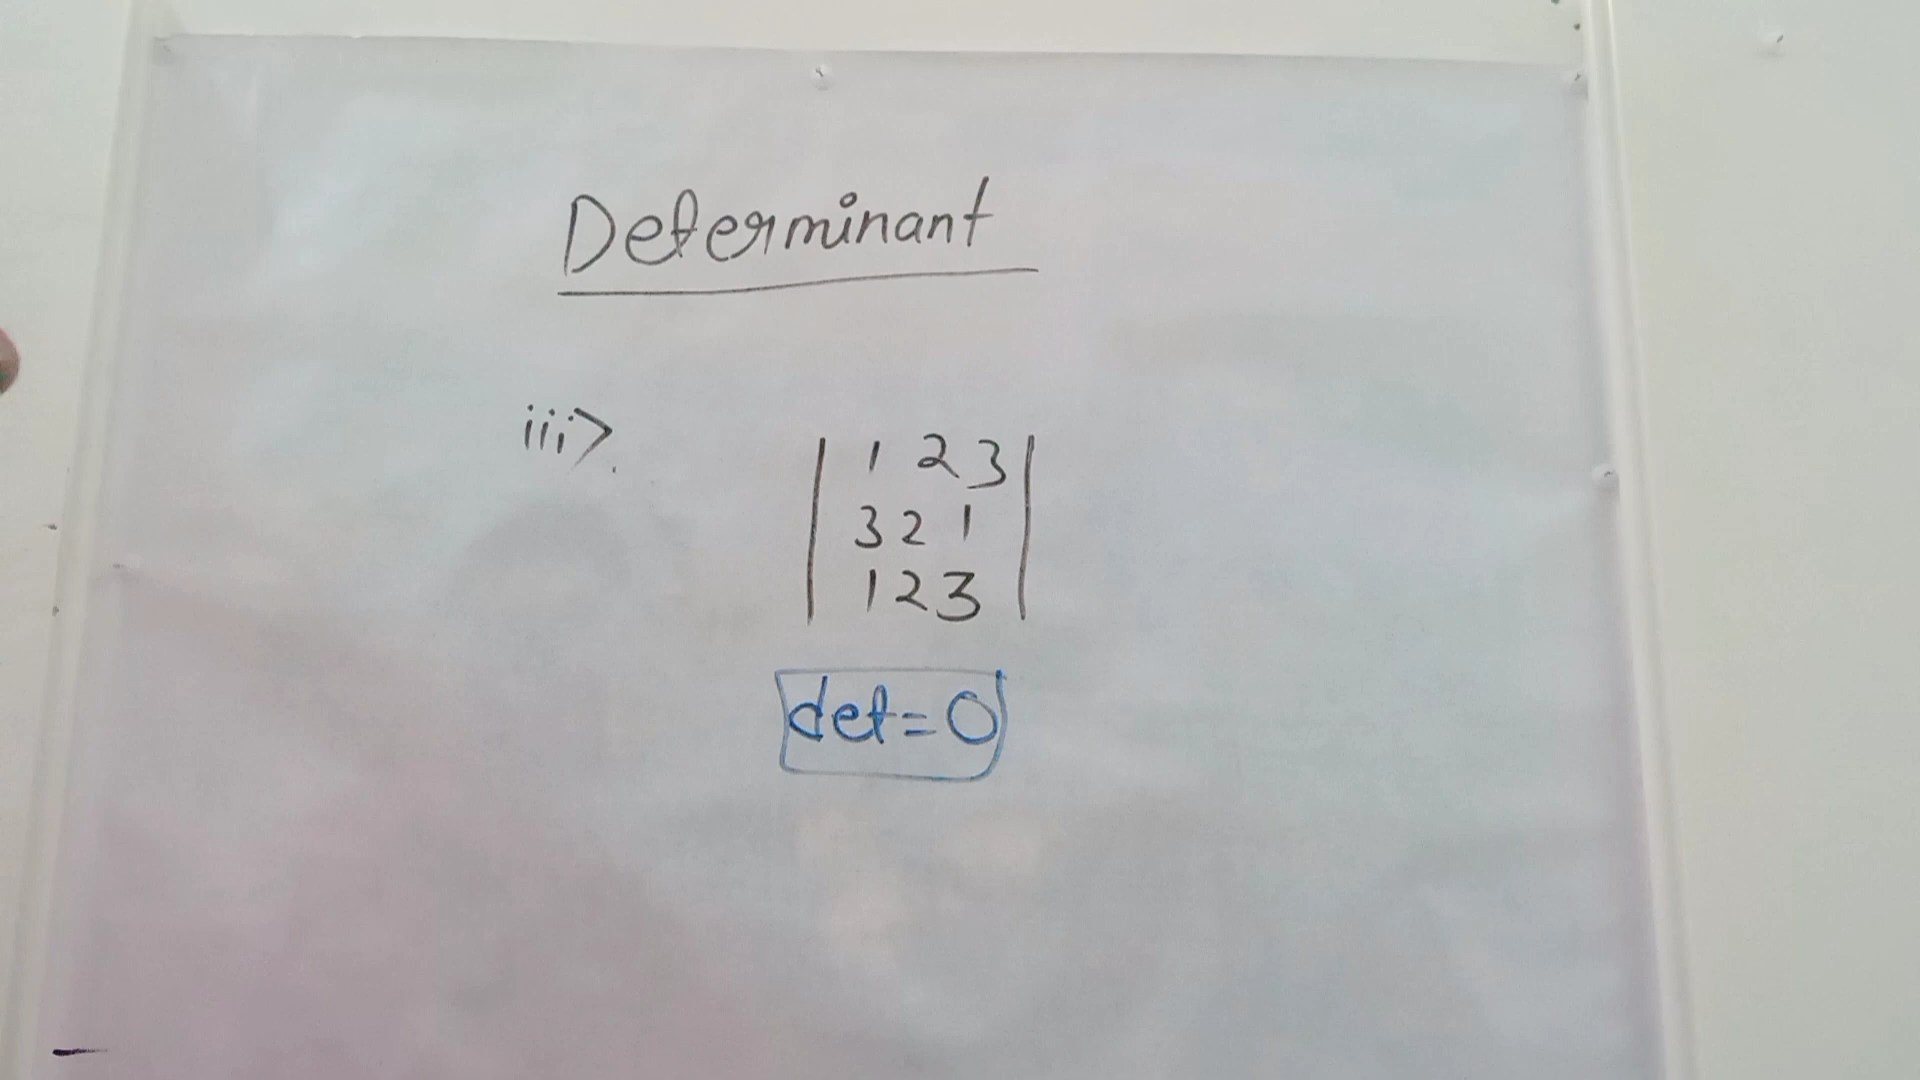 Determinant
iii>.
| 1 2 3 |
| 3 2 1 |
| 1 2 3 |
det=0